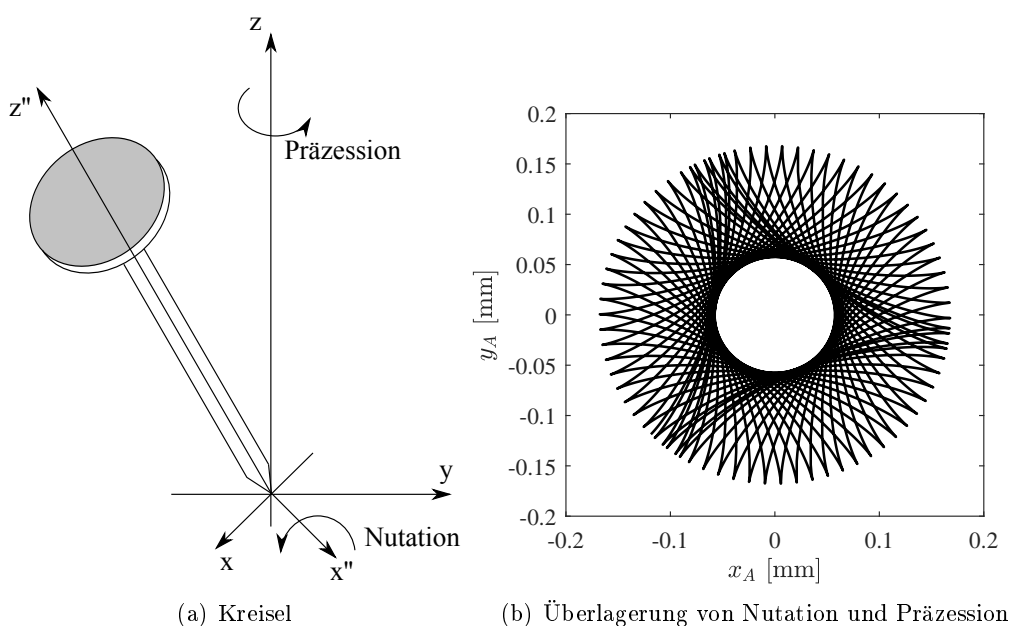 z
z"
Präzession
y
Nutation
x
x"
(a) Kreisel
0.2
0.15
0.1
0.05
0
-0.05
-0.1
-0.15
-0.2
y_A [mm]
-0.2
-0.1
0
0.1
0.2
x_A [mm]
(b) Überlagerung von Nutation und Präzession